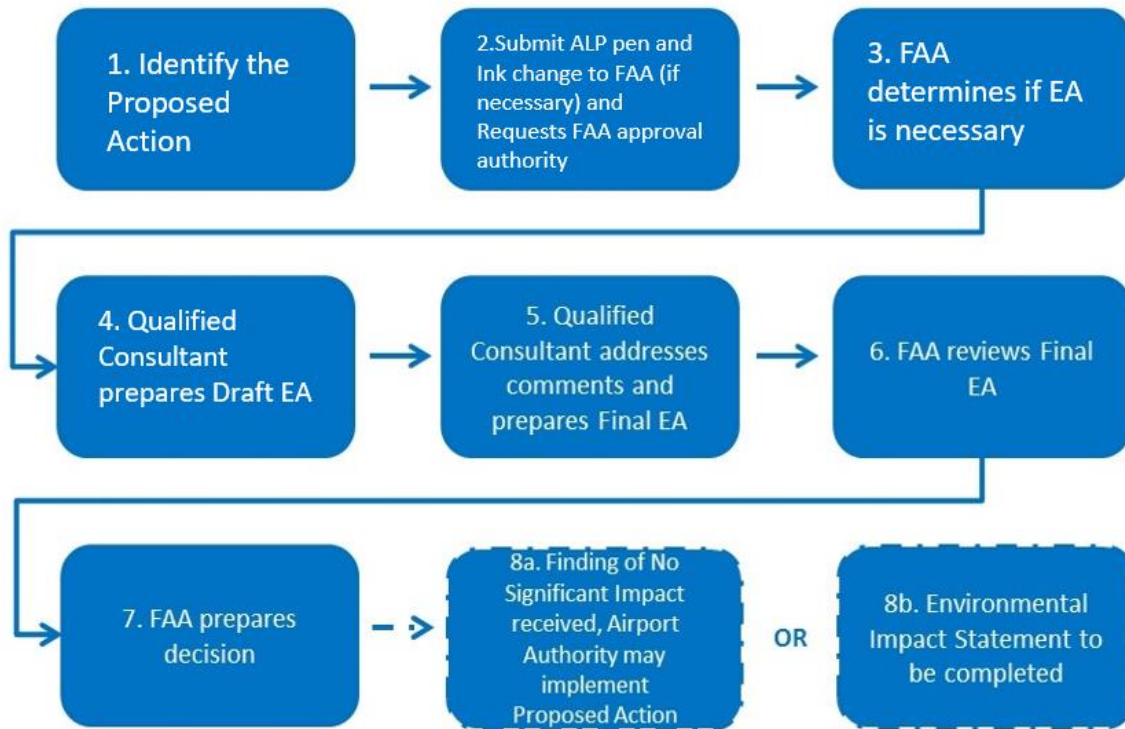 1. Identify the
Proposed
Action
2.Submit ALP pen and
Ink change to FAA (if
necessary) and
Requests FAA approval
authority
3. FAA
determines if EA
is necessary
4. Qualified
Consultant
prepares Draft EA
5. Qualified
Consultant addresses
comments and
prepares Final EA
6. FAA reviews Final
EA
7. FAA prepares
decision
8a. Finding of No
Significant Impact
received, Airport
Authority may
implement
Proposed Action
OR
8b. Environmental
Impact Statement to
be completed